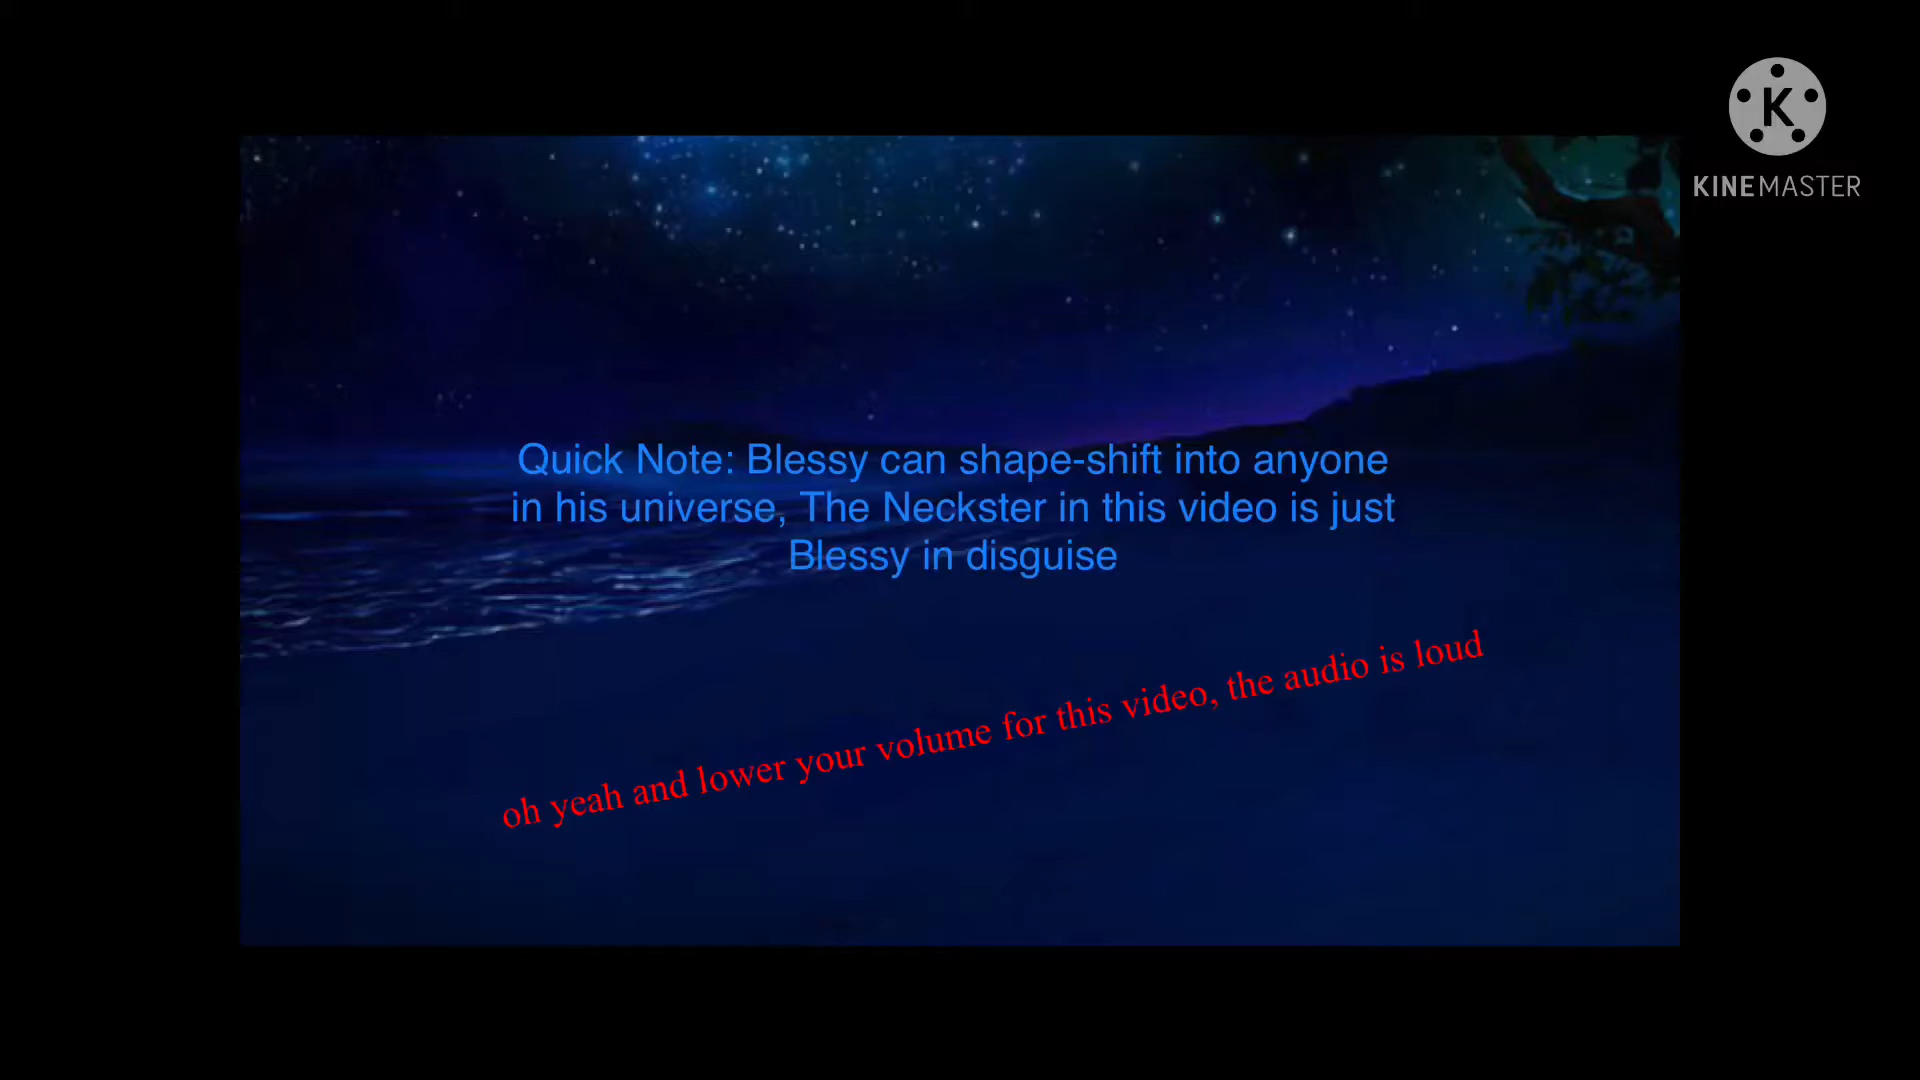 K
KINEMASTER
Quick Note: Blessy can shape-shift into anyone
in his universe, The Neckster in this video is just
Blessy in disguise
oh yeah and lower your volume for this video, the audio is loud